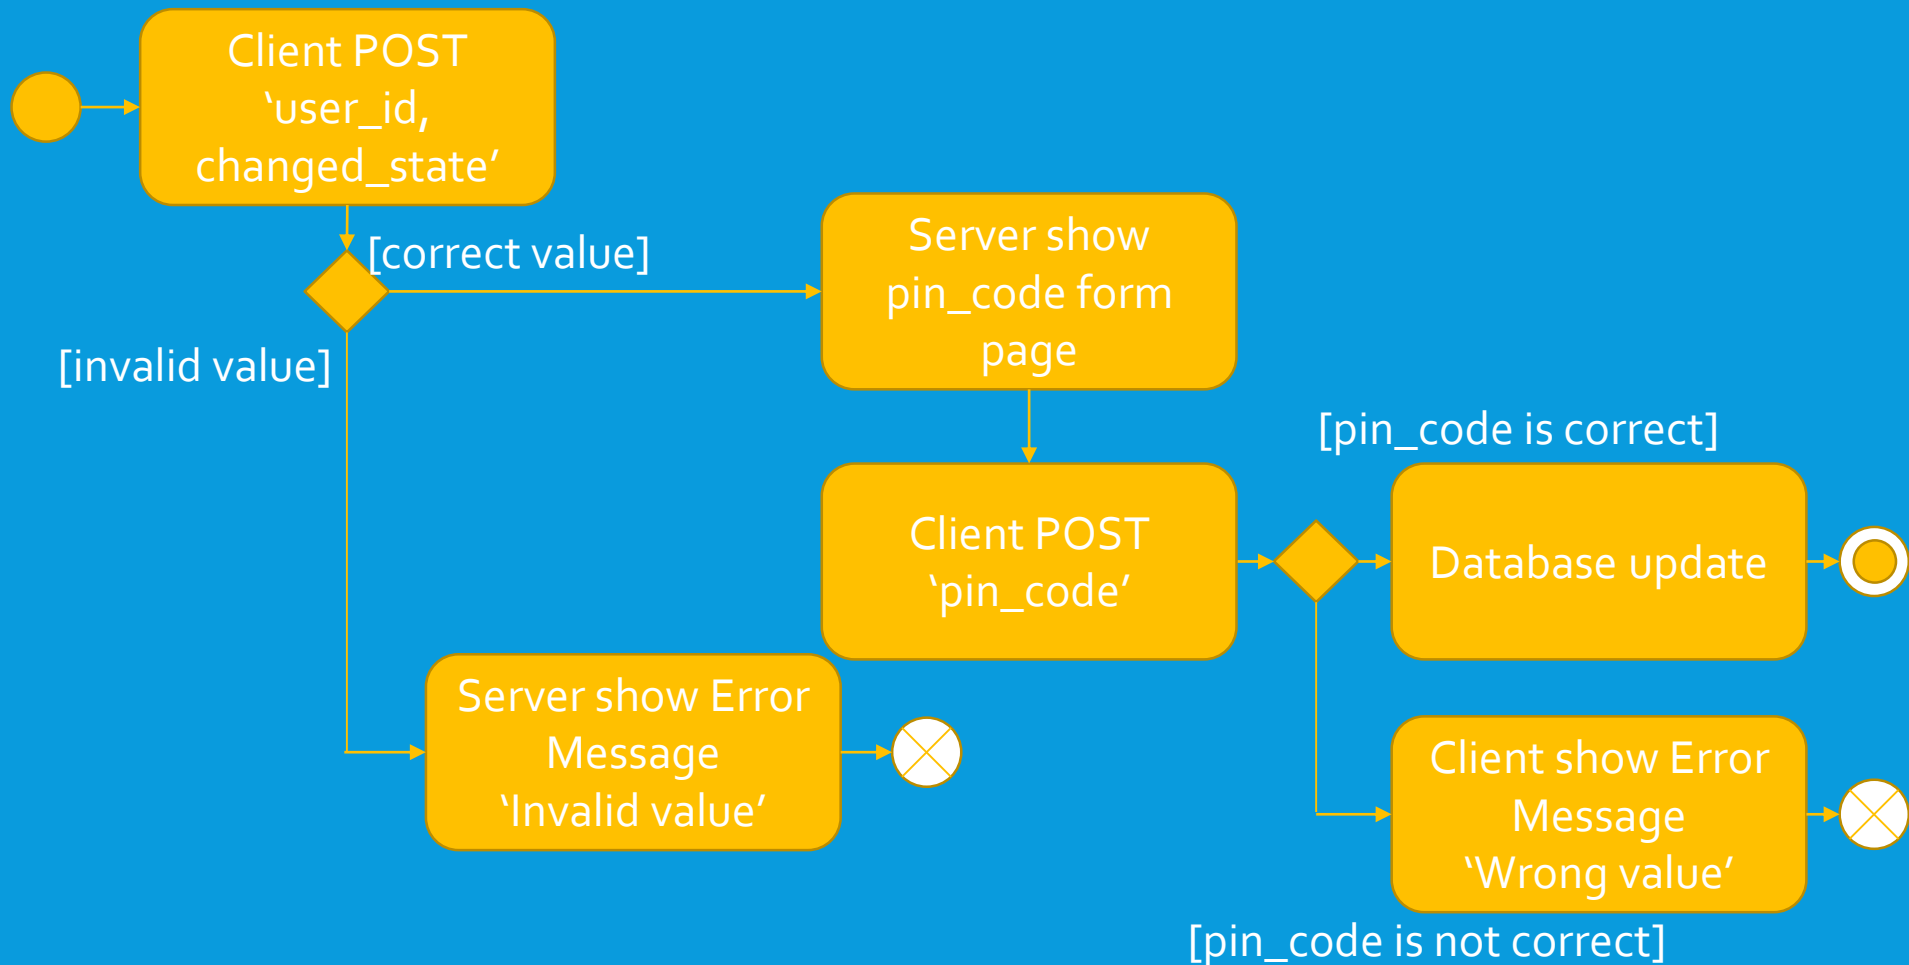 Client POST
‘user_id,
changed_state’
[correct value]
Server show
pin_code form
page
[invalid value]
[pin_code is correct]
Client POST
‘pin_code’
Database update
Server show Error
Message
‘Invalid value’
Client show Error
Message
‘Wrong value’
[pin_code is not correct]